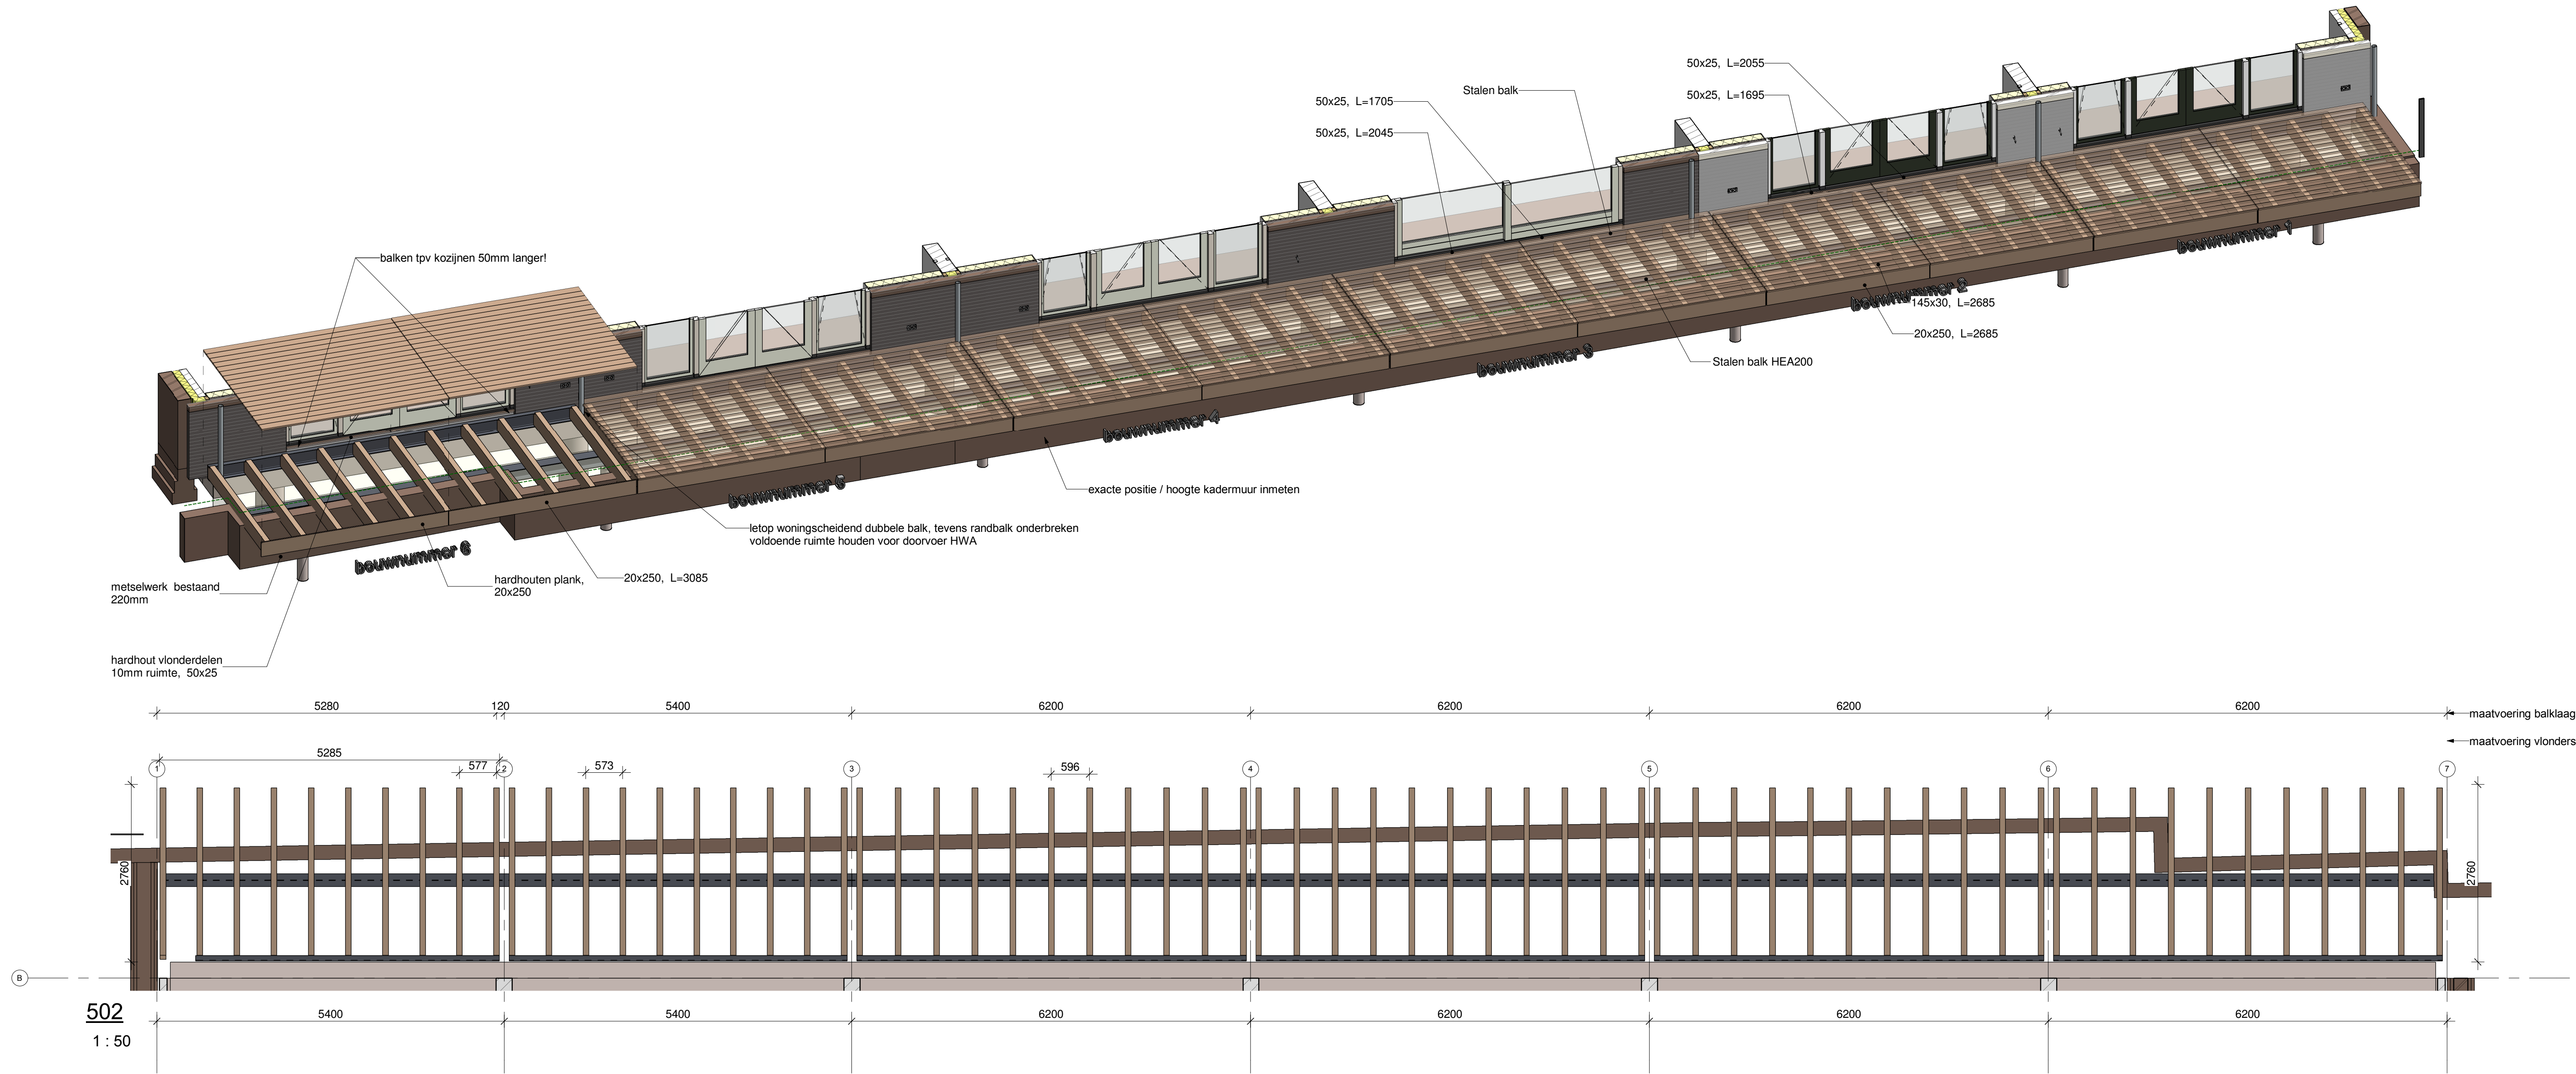 50x25, L=2055
50x25, L=1695
Stalen balk
50x25, L=1705
50x25, L=2045
balken tpv kozijnen 50mm langer!
bouwnummer 1
bouwnummer 2
145x30, L=2685
20x250, L=2685
bouwnummer 3
Stalen balk HEA200
bouwnummer 4
exacte positie / hoogte kadermuur inmeten
letop woningscheidend dubbele balk, tevens randbalk onderbreken
voldoende ruimte houden voor doorvoer HWA
bouwnummer 6
20x250, L=3085
hardhouten plank,
20x250
metselwerk bestaand
220mm
hardhout vlonderdelen
10mm ruimte, 50x25
5280 120 5400 6200 6200 6200 6200
maatvoering balklaag
maatvoering vlonders
5285
577 573 596
1 2 3 4 5 6 7
2760 2760
B
502
1 : 50
5400 5400 6200 6200 6200 6200